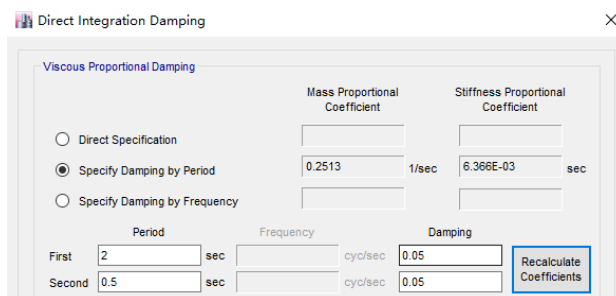 Direct Integration Damping
Viscous Proportional Damping
Mass Proportional Coefficient
Stiffness Proportional Coefficient
Direct Specification
Specify Damping by Period
0.2513 1/sec 6.366E-03 sec
Specify Damping by Frequency
Period Frequency Damping
First 2 sec cyc/sec 0.05
Second 0.5 sec cyc/sec 0.05
Recalculate Coefficients